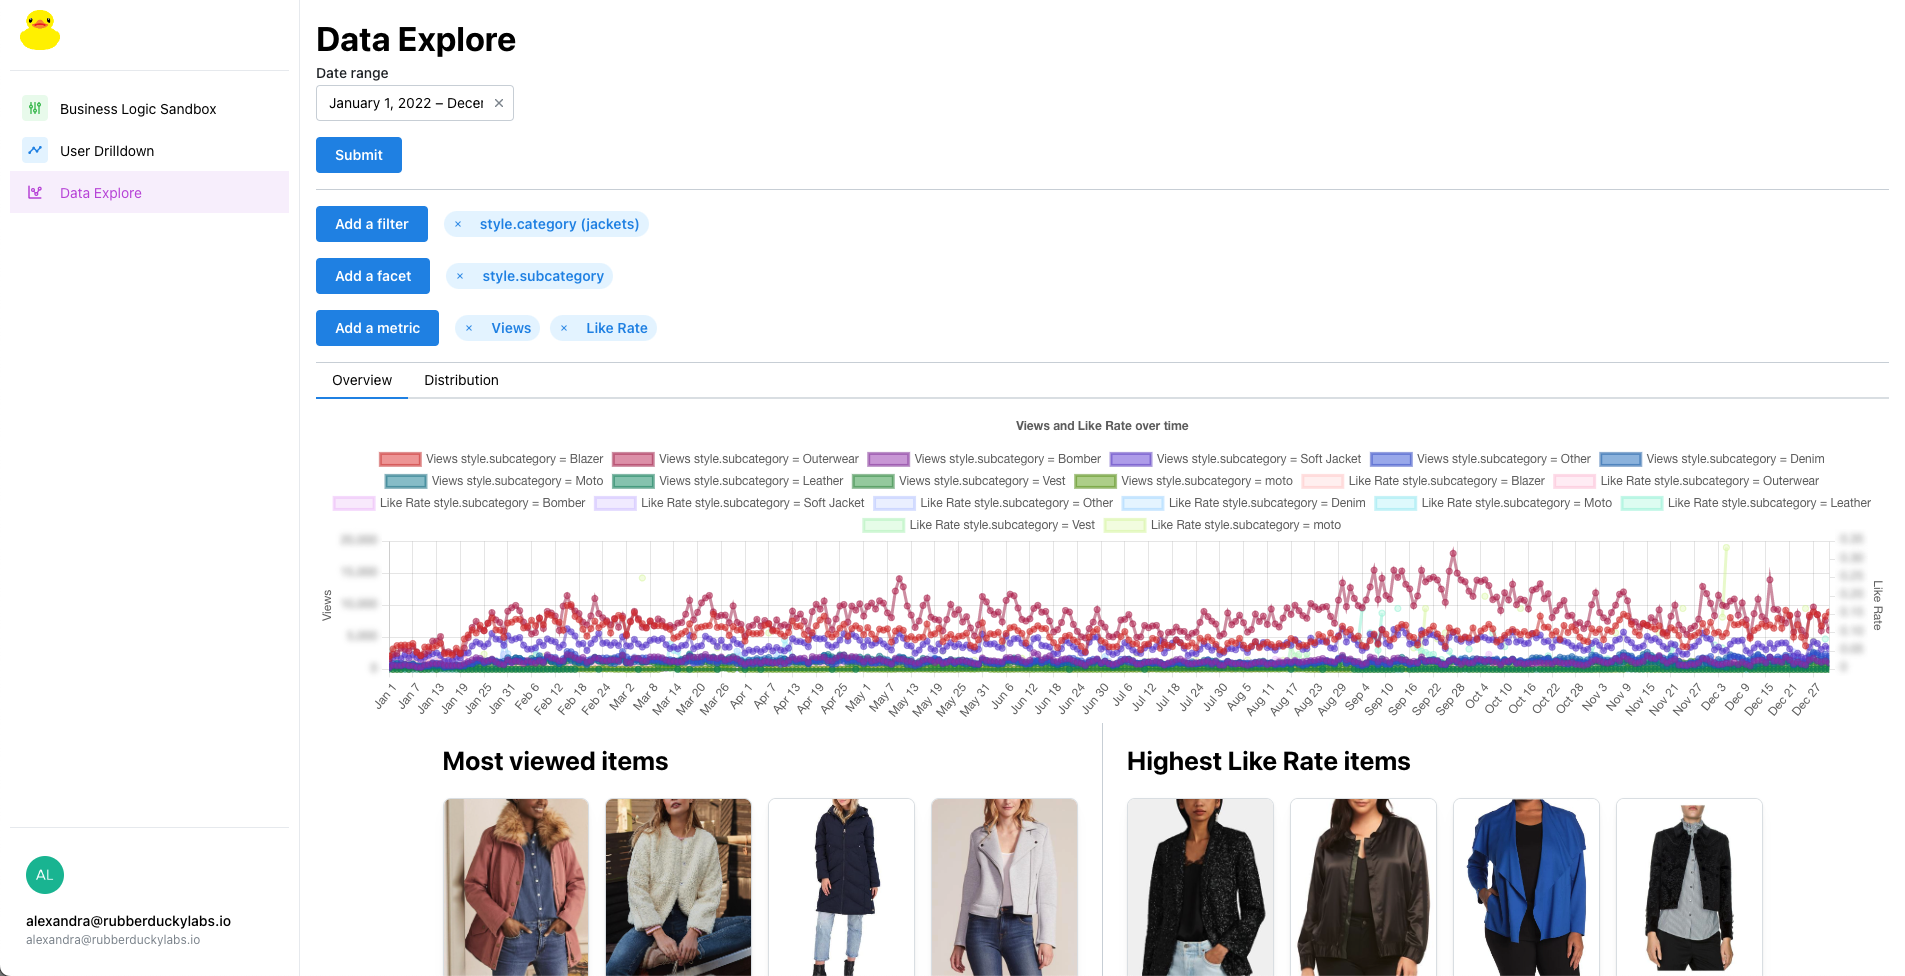 Data Explore
Date range
January 1, 2022 – Decer
Submit
Business Logic Sandbox
User Drilldown
Data Explore
Add a filter × style.category (jackets)
Add a facet × style.subcategory
Add a metric × Views × Like Rate
Overview Distribution
Views and Like Rate over time
Views style.subcategory = Blazer Views style.subcategory = Outerwear Views style.subcategory = Bomber Views style.subcategory = Soft Jacket Views style.subcategory = Other Views style.subcategory = Denim
Views style.subcategory = Moto Views style.subcategory = Leather Views style.subcategory = Vest Views style.subcategory = moto Like Rate style.subcategory = Blazer Like Rate style.subcategory = Outerwear
Like Rate style.subcategory = Bomber Like Rate style.subcategory = Soft Jacket Like Rate style.subcategory = Other Like Rate style.subcategory = Denim Like Rate style.subcategory = Moto Like Rate style.subcategory = Leather
Like Rate style.subcategory = Vest Like Rate style.subcategory = moto
Views
Like Rate
Jan 1 Jan 7 Jan 13 Jan 19 Jan 25 Jan 31 Feb 6 Feb 12 Feb 18 Feb 24 Mar 2 Mar 8 Mar 14 Mar 20 Mar 26 Apr 1 Apr 7 Apr 13 Apr 19 Apr 25 May 1 May 7 May 13 May 19 May 25 May 31 Jun 6 Jun 12 Jun 18 Jun 24 Jun 30 Jul 6 Jul 12 Jul 18 Jul 24 Jul 30 Aug 5 Aug 11 Aug 17 Aug 23 Aug 29 Sep 4 Sep 10 Sep 16 Sep 22 Sep 28 Oct 4 Oct 10 Oct 16 Oct 22 Oct 28 Nov 3 Nov 9 Nov 15 Nov 21 Nov 27 Dec 3 Dec 9 Dec 15 Dec 21 Dec 27
Most viewed items
Highest Like Rate items
AL
alexandra@rubberduckylabs.io
alexandra@rubberduckylabs.io